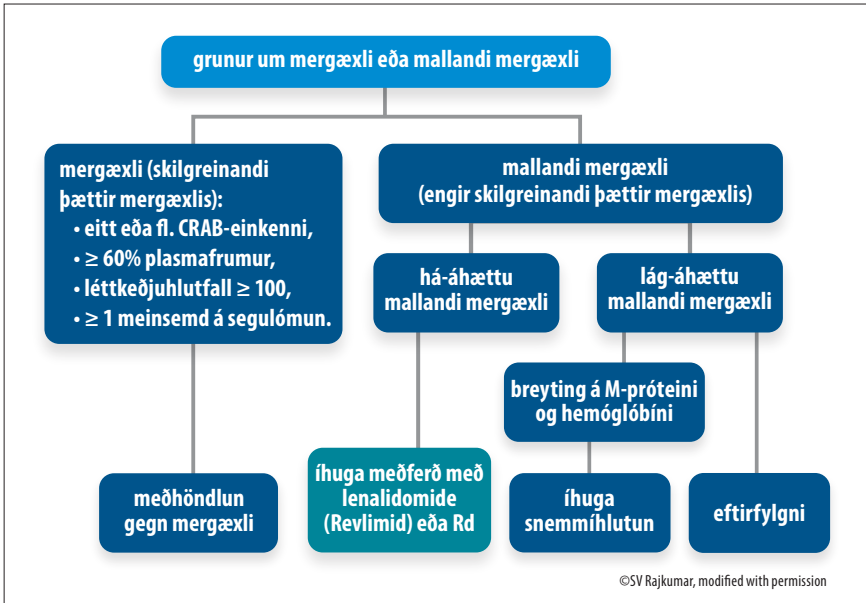 grunur um mergæxli eða mallandi mergæxli
mergæxli (skilgreinandi
þættir mergæxlis):
• eitt eða fl. CRAB-einkenni,
• ≥ 60% plasmafrumur,
• léttkeðjuhlutfall ≥ 100,
• ≥ 1 meinsemd á segulómun.
mallandi mergæxli
(engir skilgreinandi þættir mergæxlis)
há-áhættu
mallandi mergæxli
lág-áhættu
mallandi mergæxli
breyting á M-próteini
og hemóglóbíni
meðhöndlun
gegn mergæxli
íhuga meðferð með
lenalidomide
(Revlimid) eða Rd
íhuga
snemmíhlutun
eftirfylgni
©SV Rajkumar, modified with permission